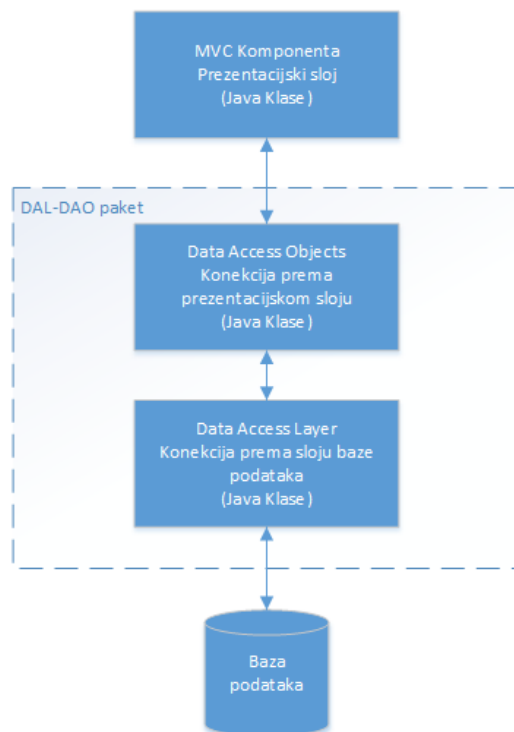 MVC Komponenta
Prezentacijski sloj
(Java Klase)
DAL-DAO paket
Data Access Objects
Konekcija prema
prezentacijskom sloju
(Java Klase)
Data Access Layer
Konekcija prema sloju baze
podataka
(Java Klase)
Baza
podataka